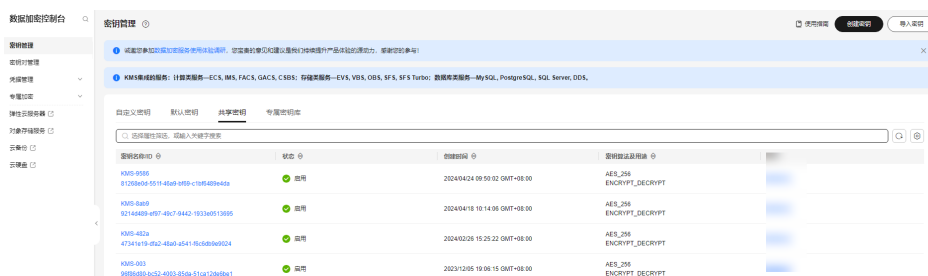 数据加密控制台
密钥管理
使用指南
创建密钥
导入密钥
密钥管理
密钥对管理
凭据管理
专属加密
弹性云服务器
对象存储服务
云备份
云硬盘
诚邀您参加数据加密服务使用体验调研，您宝贵的意见和建议是我们持续提升产品体验的源动力，感谢您的参与！
KMS集成的服务：计算类服务—ECS, IMS, FACS, GACS, CSBS；存储类服务—EVS, VBS, OBS, SFS, SFS Turbo；数据库类服务—MySQL, PostgreSQL, SQL Server, DDS。
自定义密钥 默认密钥 共享密钥 专属密钥库
选择属性筛选，或输入关键字搜索
密钥名称/ID 状态 创建时间 密钥算法及用途
KMS-9586 启用 2024/04/24 09:50:02 GMT+08:00 AES_256
81268e0d-551f-46a9-bf69-c1bf6489e4da ENCRYPT_DECRYPT
KMS-8ab9 启用 2024/04/18 10:14:06 GMT+08:00 AES_256
9214d489-ef97-49c7-9442-1933e0513695 ENCRYPT_DECRYPT
KMS-482a 启用 2024/02/26 15:25:22 GMT+08:00 AES_256
47341e19-dfa2-48a0-a541-f6c6db9e9024 ENCRYPT_DECRYPT
KMS-003 启用 2023/12/05 19:06:15 GMT+08:00 AES_256
96f86d80-bc52-4003-85da-51ca12de6be1 ENCRYPT_DECRYPT